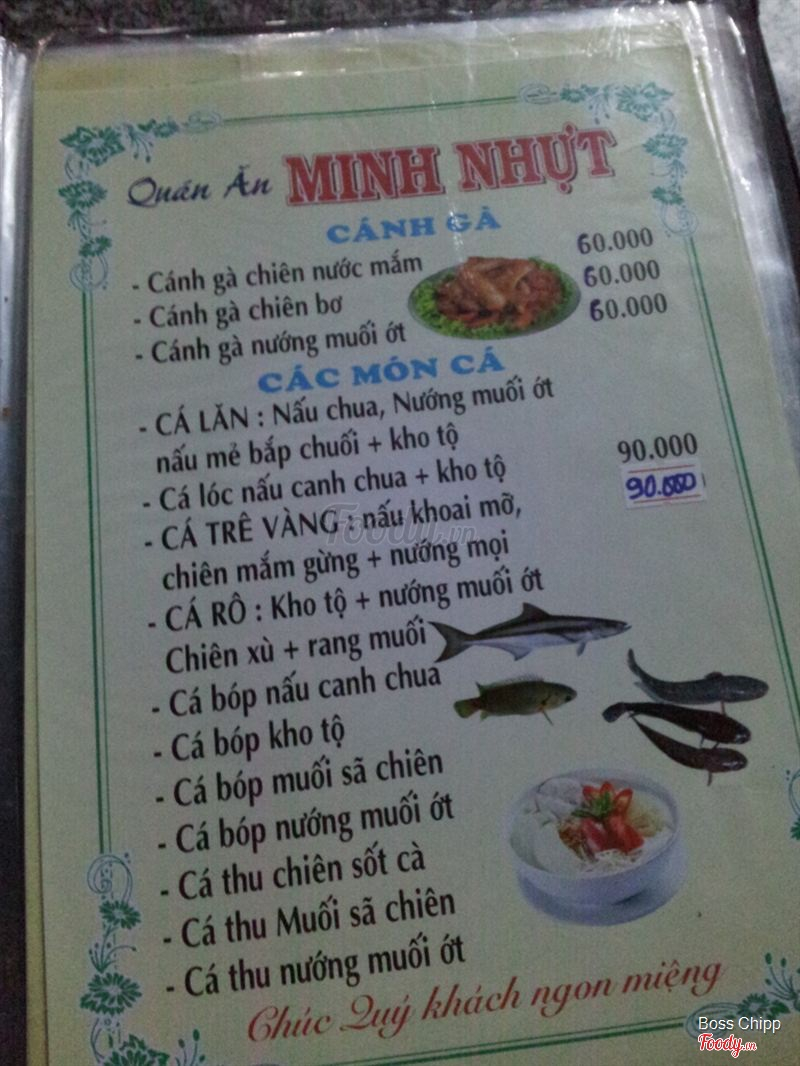 Quán Ăn MINH NHỰT
CÁNH GÀ
- Cánh gà chiên nước mắm 60.000
- Cánh gà chiên bơ 60.000
- Cánh gà nướng muối ớt 60.000
CÁC MÓN CÁ
- CÁ LĂN : Nấu chua, Nướng muối ớt
nấu mẻ bắp chuối + kho tộ 90.000
- Cá lóc nấu canh chua + kho tộ 90.000
- CÁ TRÊ VÀNG : nấu khoai mỡ,
chiên mắm gừng + nướng mọi
- CÁ RÔ : Kho tộ + nướng muối ớt
Chiên xù + rang muối
- Cá bóp nấu canh chua
- Cá bóp kho tộ
- Cá bóp muối sã chiên
- Cá bóp nướng muối ớt
- Cá thu chiên sốt cà
- Cá thu Muối sã chiên
- Cá thu nướng muối ớt
Chúc Quý khách ngon miệng
Foody.vn
Boss Chipp
Foody.vn